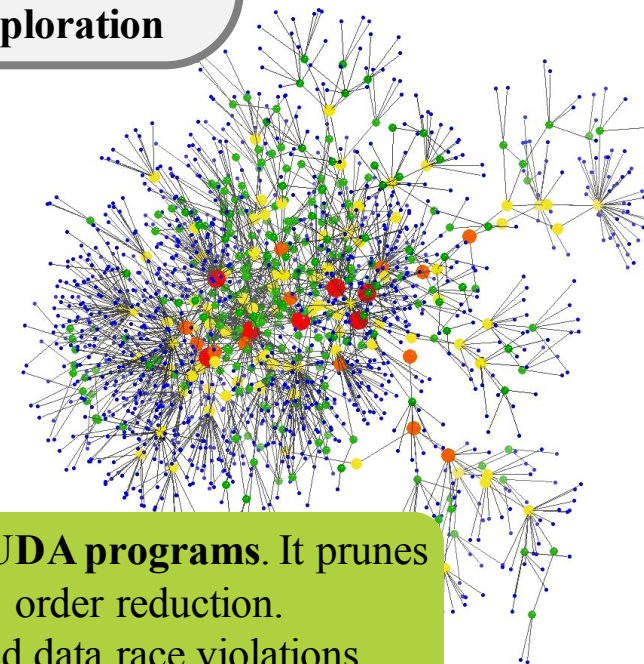 ploration
UDA programs. It prunes
order reduction.
d data race violations